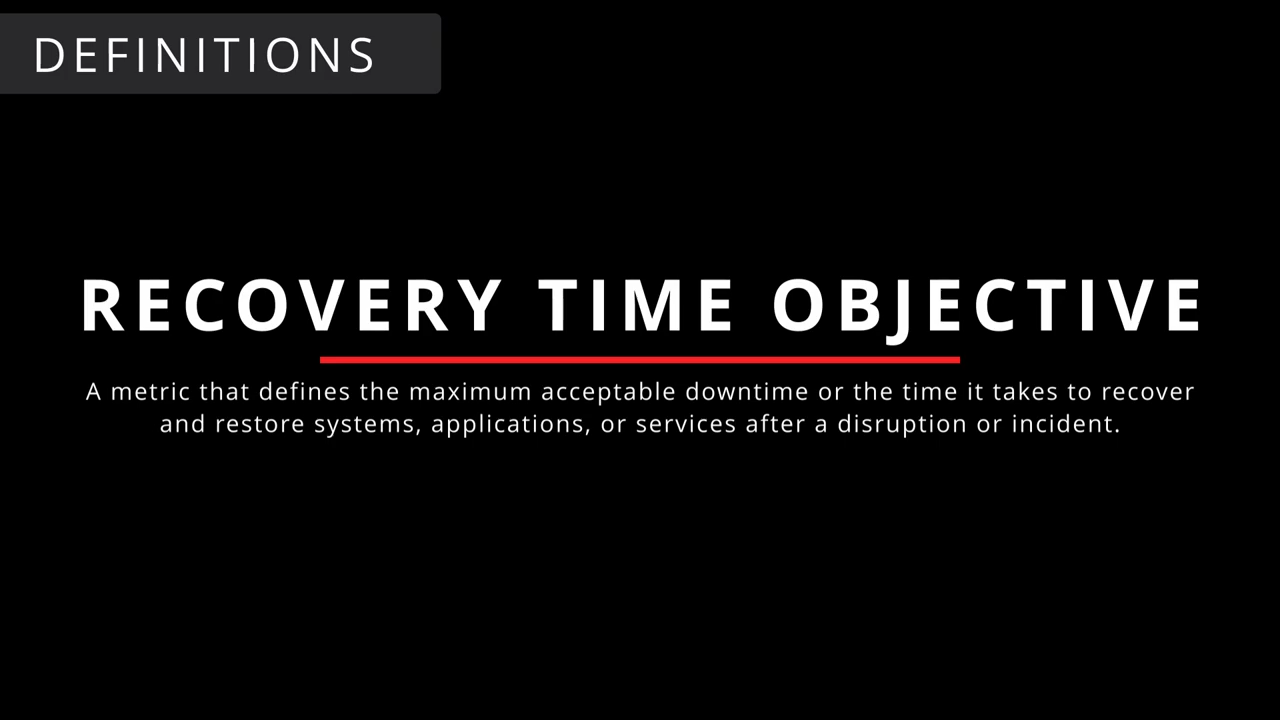 DEFINITIONS
RECOVERY TIME OBJECTIVE
A metric that defines the maximum acceptable downtime or the time it takes to recover
and restore systems, applications, or services after a disruption or incident.